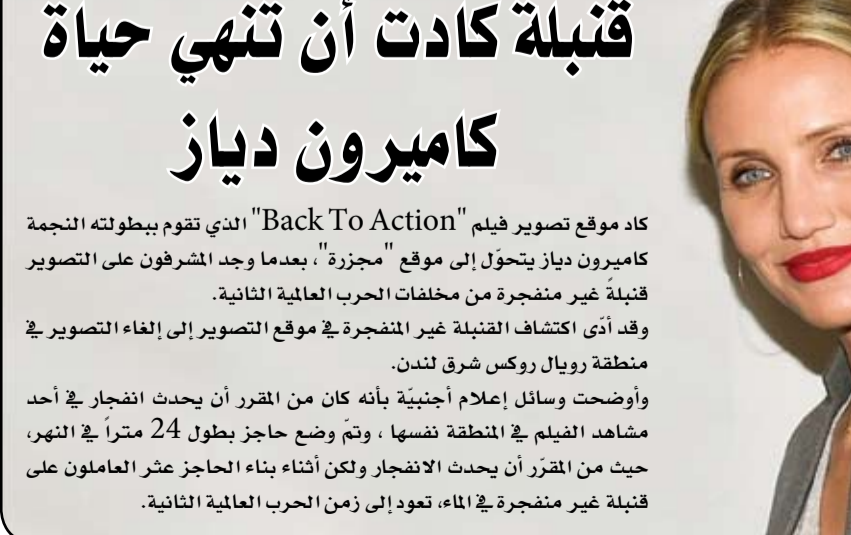 قنبلة كادت أن تنهي حياة
كاميرون دياز
كاد موقع تصوير فيلم "Back To Action" الذي تقوم ببطولته النجمة
كاميرون دياز يتحوّل إلى موقع "مجزرة"، بعدما وجد المشرفون على التصوير
قنبلةً غير منفجرة من مخلفات الحرب العالمية الثانية.
وقد أدّى اكتشاف القنبلة غير المنفجرة في موقع التصوير إلى إلغاء التصوير في
منطقة رويال روكس شرق لندن.
وأوضحت وسائل إعلام أجنبيّة بأنه كان من المقرر أن يحدث انفجار في أحد
مشاهد الفيلم في المنطقة نفسها ، وتمّ وضع حاجز بطول 24 متراً في النهر،
حيث من المقرّر أن يحدث الانفجار ولكن أثناء بناء الحاجز عثر العاملون على
قنبلة غير منفجرة في الماء، تعود إلى زمن الحرب العالمية الثانية.